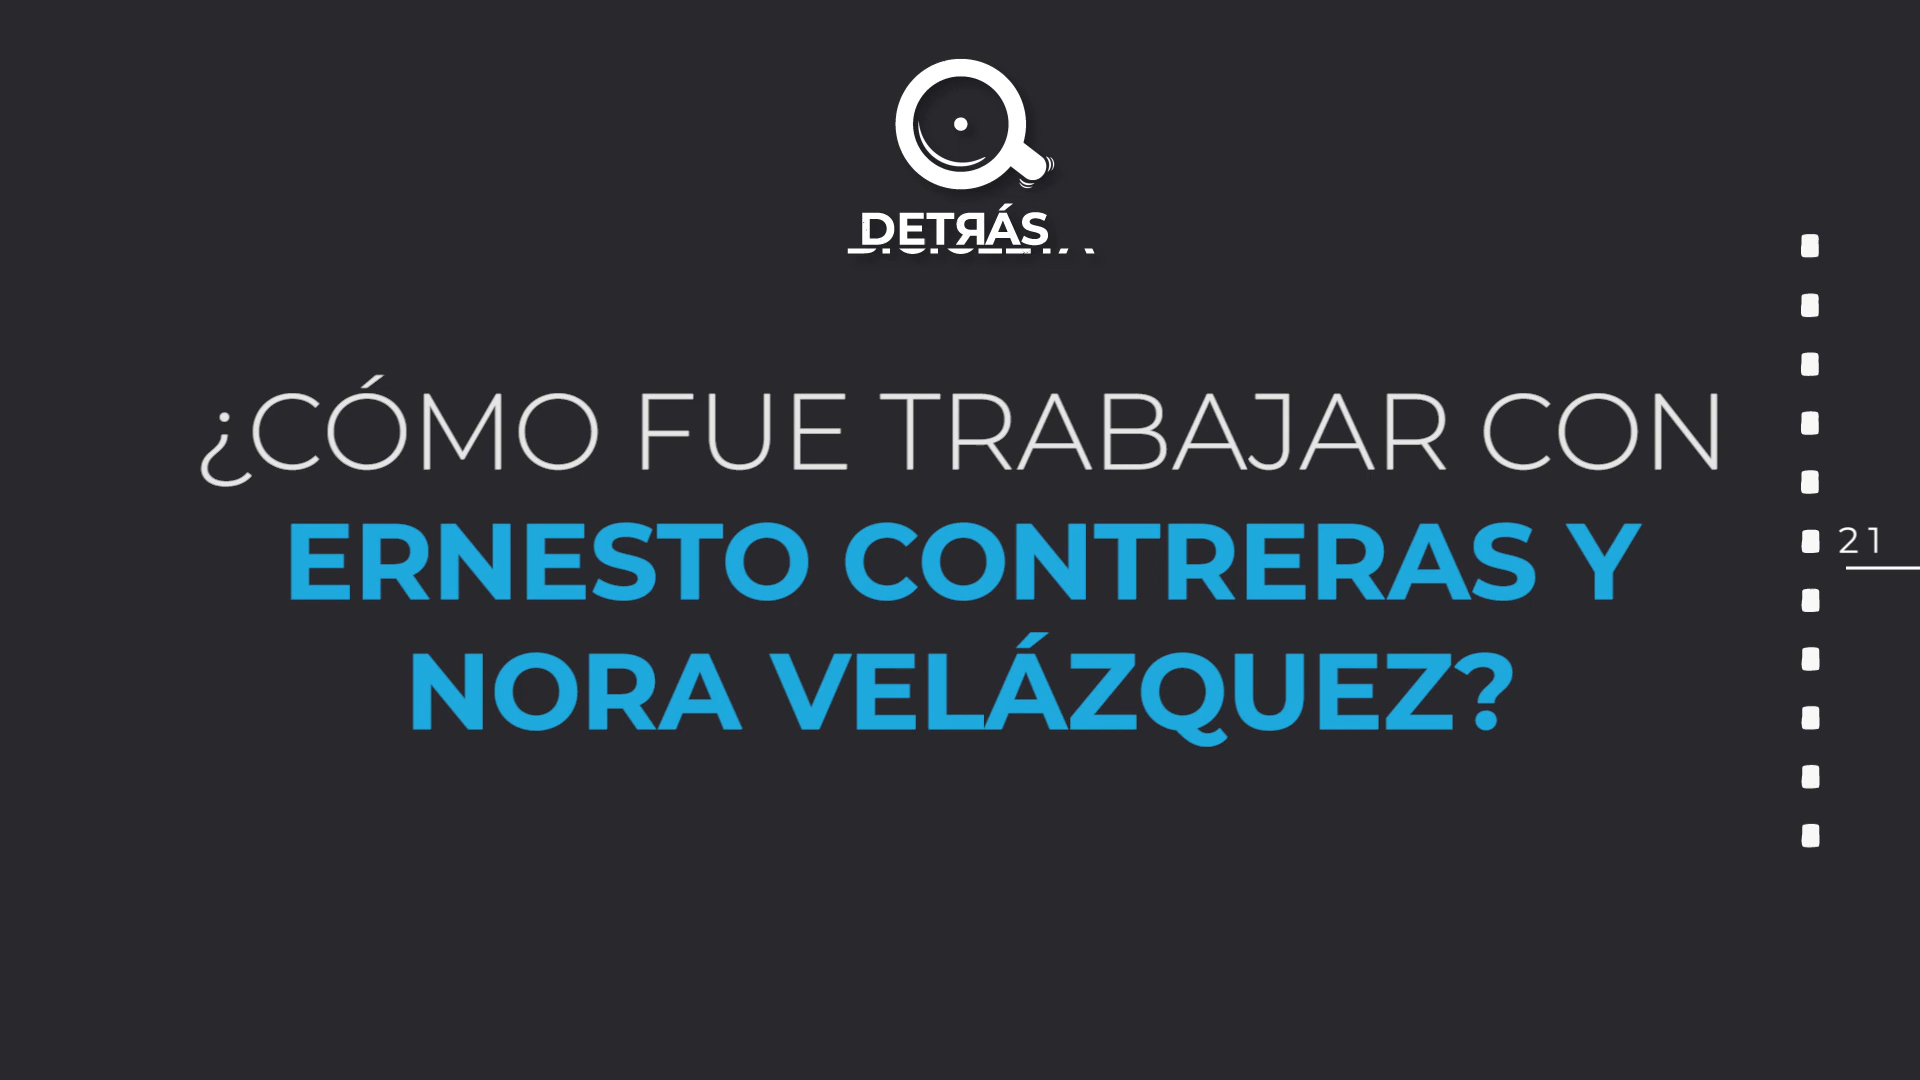 DETRÁS
¿CÓMO FUE TRABAJAR CON
ERNESTO CONTRERAS Y
21
NORA VELÁZQUEZ?